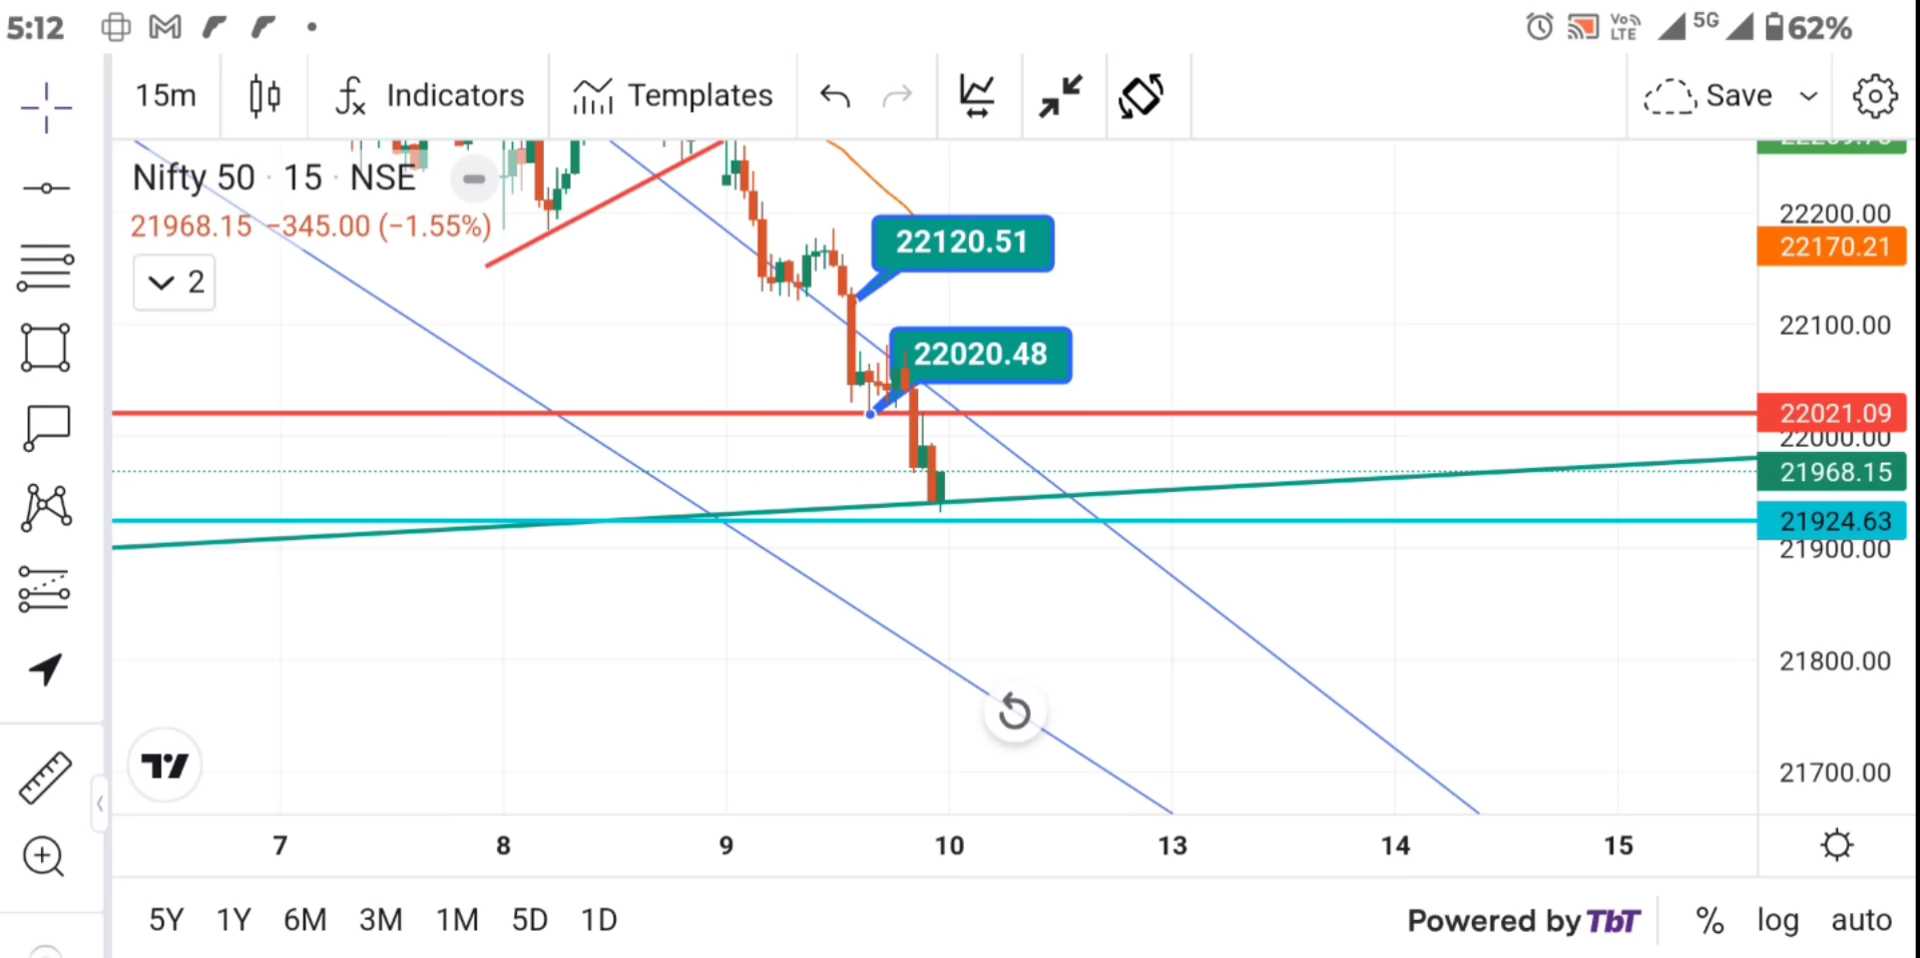 5:12
Vo LTE 5G 62%
15m Indicators Templates Save
Nifty 50 · 15 · NSE
21968.15 −345.00 (−1.55%)
2
22120.51
22020.48
22200.00
22170.21
22100.00
22021.09
22000.00
21968.15
21924.63
21900.00
21800.00
21700.00
7 8 9 10 13 14 15
5Y 1Y 6M 3M 1M 5D 1D
Powered by TbT
% log auto